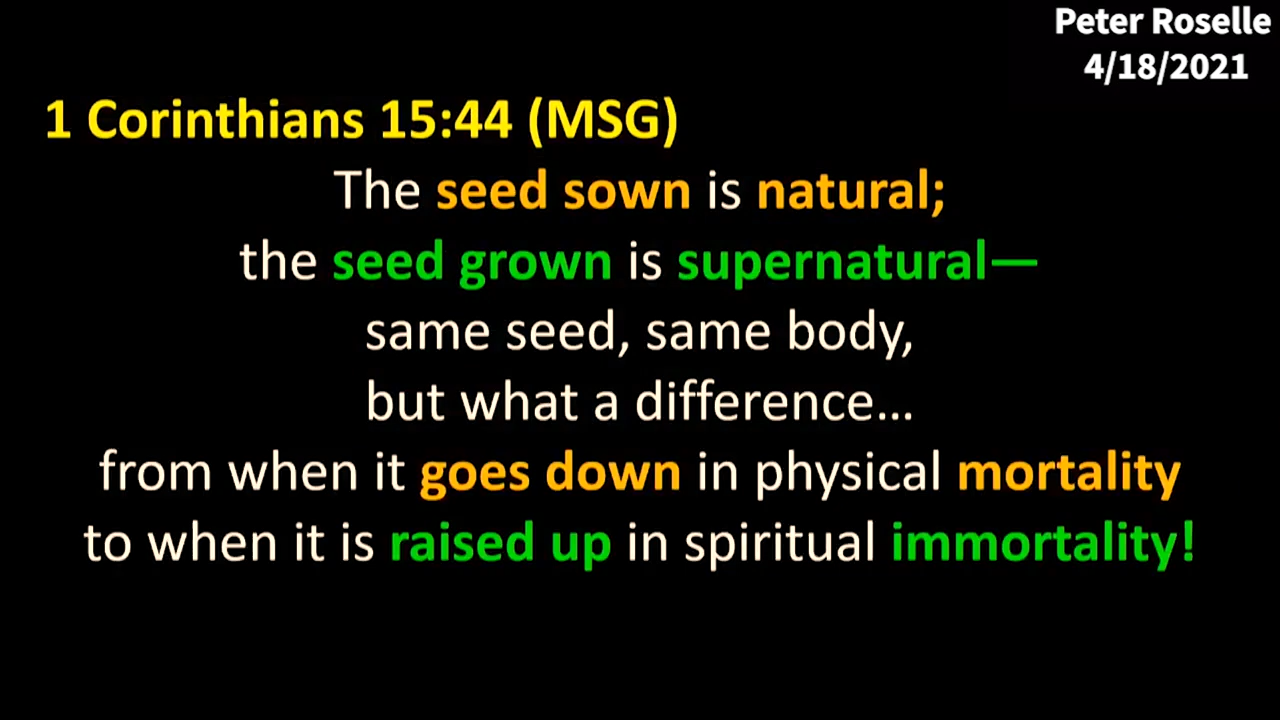 Peter Roselle
4/18/2021
1 Corinthians 15:44 (MSG)
The seed sown is natural;
the seed grown is supernatural—
same seed, same body,
but what a difference…
from when it goes down in physical mortality
to when it is raised up in spiritual immortality!